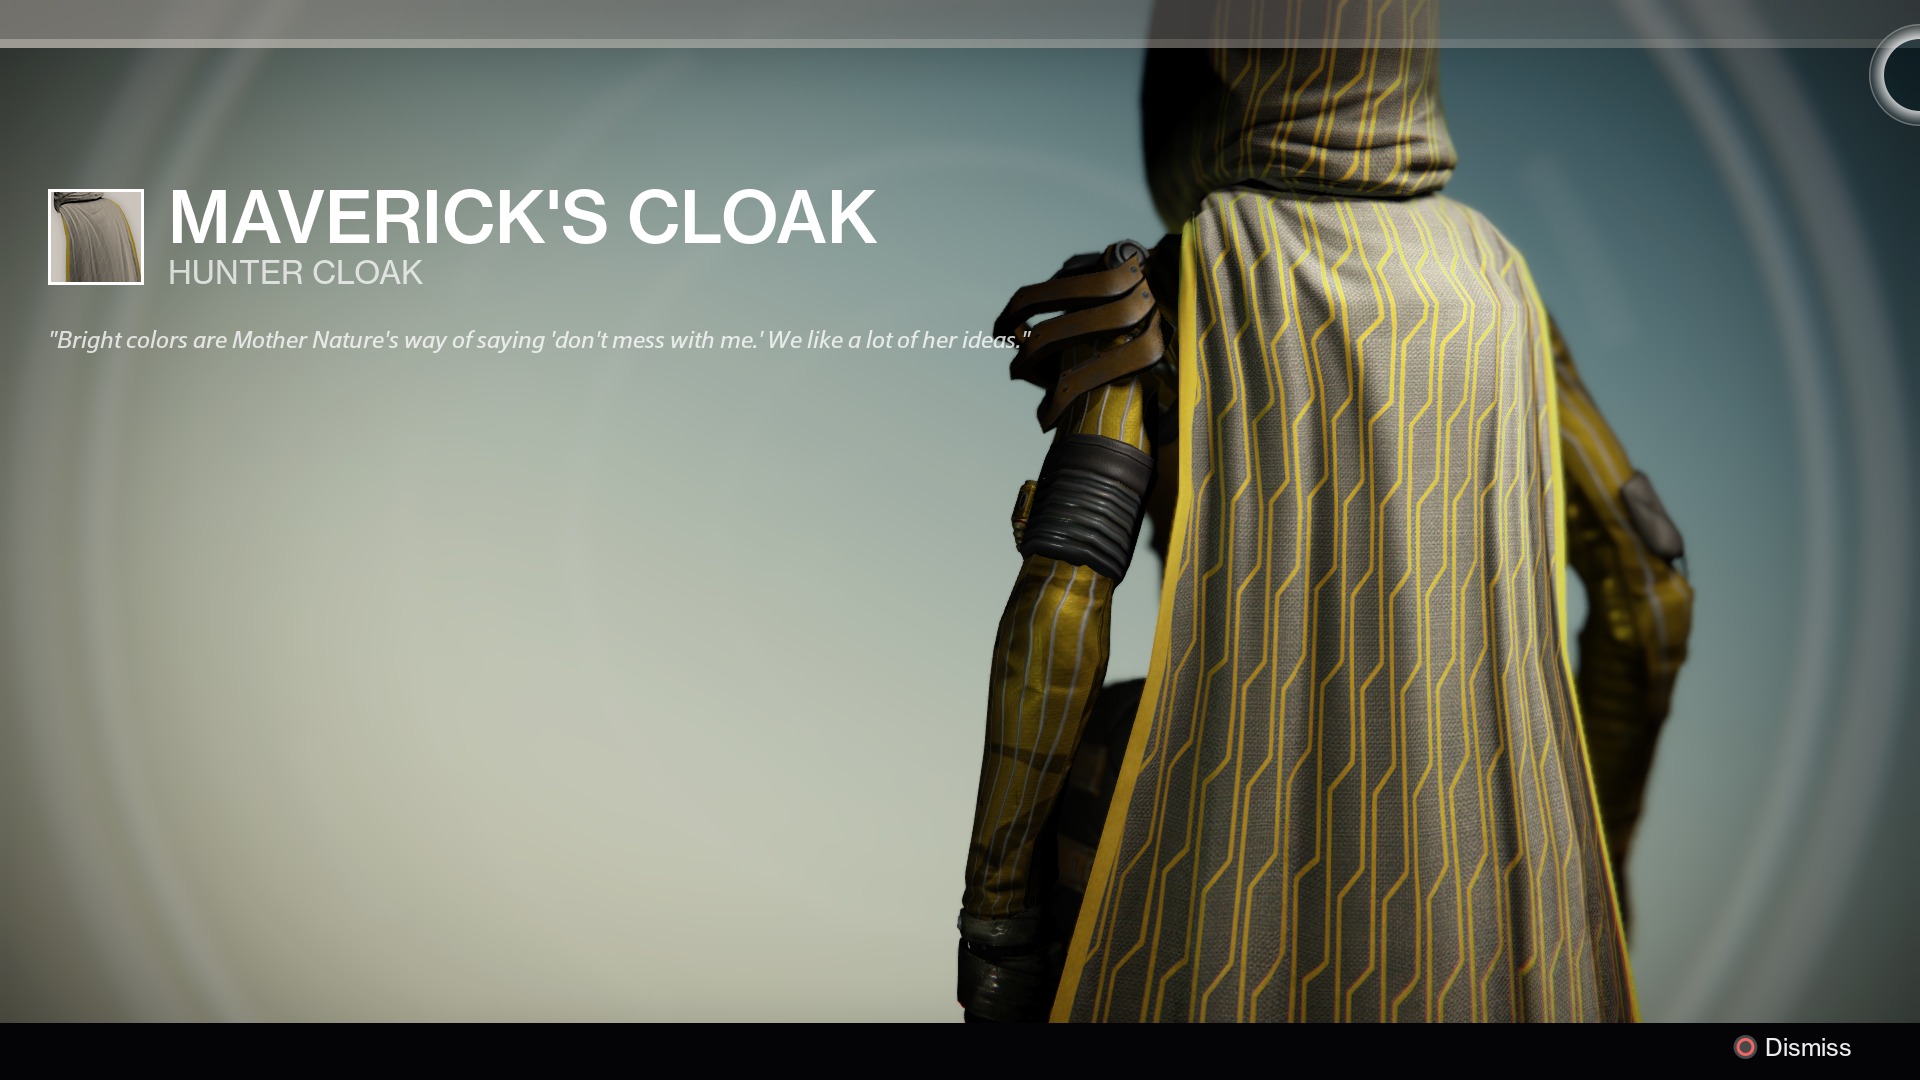 MAVERICK'S CLOAK
HUNTER CLOAK
"Bright colors are Mother Nature's way of saying 'don't mess with me.' We like a lot of her ideas."
Dismiss